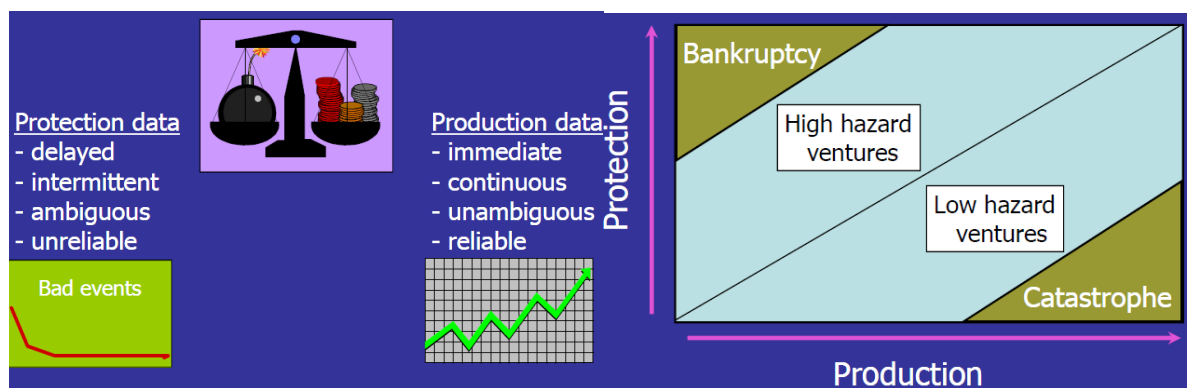 Protection data
- delayed
- intermittent
- ambiguous
- unreliable
Bad events
Production data
- immediate
- continuous
- unambiguous
- reliable
Protection
Bankruptcy
High hazard
ventures
Low hazard
ventures
Catastrophe
Production